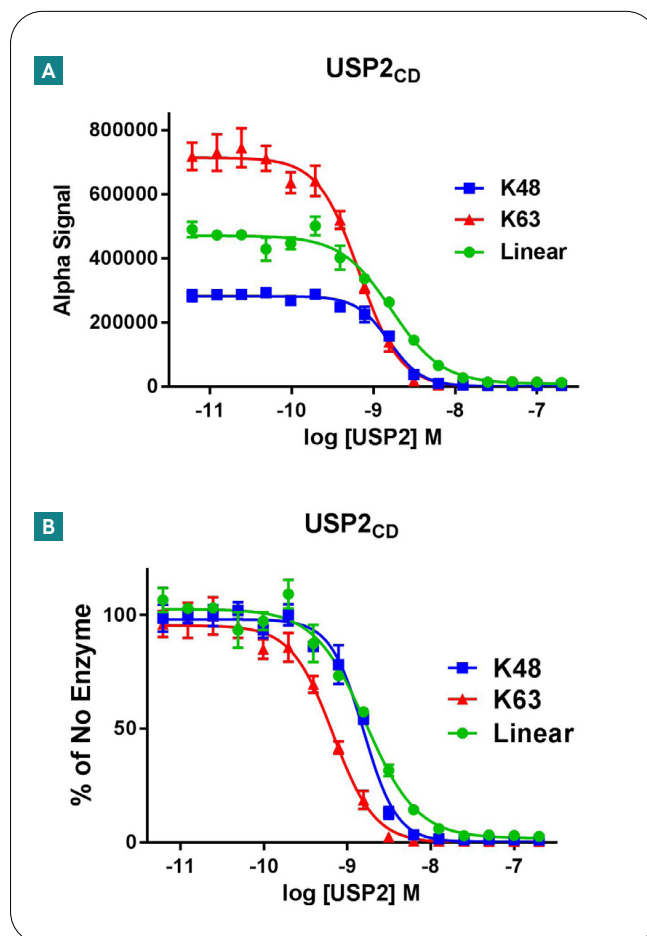 A
USP2CD
800000
600000
400000
200000
0
Alpha Signal
K48
K63
Linear
-11 -10 -9 -8 -7
log [USP2] M
B
USP2CD
100
50
0
% of No Enzyme
K48
K63
Linear
-11 -10 -9 -8 -7
log [USP2] M